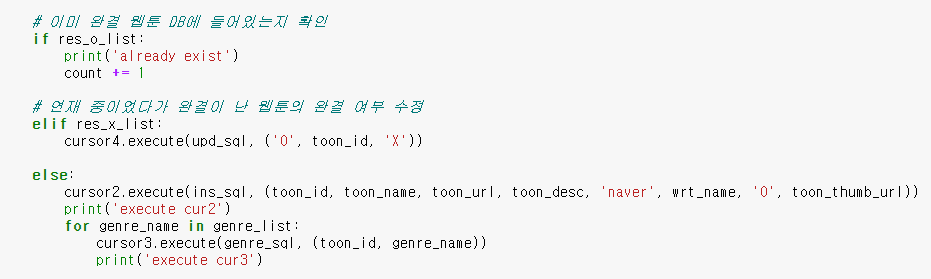 # 이미 완결 웹툰 DB에 들어있는지 확인
if res_o_list:
    print('already exist')
    count += 1
# 연재 중이었다가 완결이 난 웹툰의 완결 여부 수정
elif res_x_list:
    cursor4.execute(upd_sql, ('O', toon_id, 'X'))
else:
    cursor2.execute(ins_sql, (toon_id, toon_name, toon_url, toon_desc, 'naver', wrt_name, 'O', toon_thumb_url))
    print('execute cur2')
    for genre_name in genre_list:
        cursor3.execute(genre_sql, (toon_id, genre_name))
        print('execute cur3')